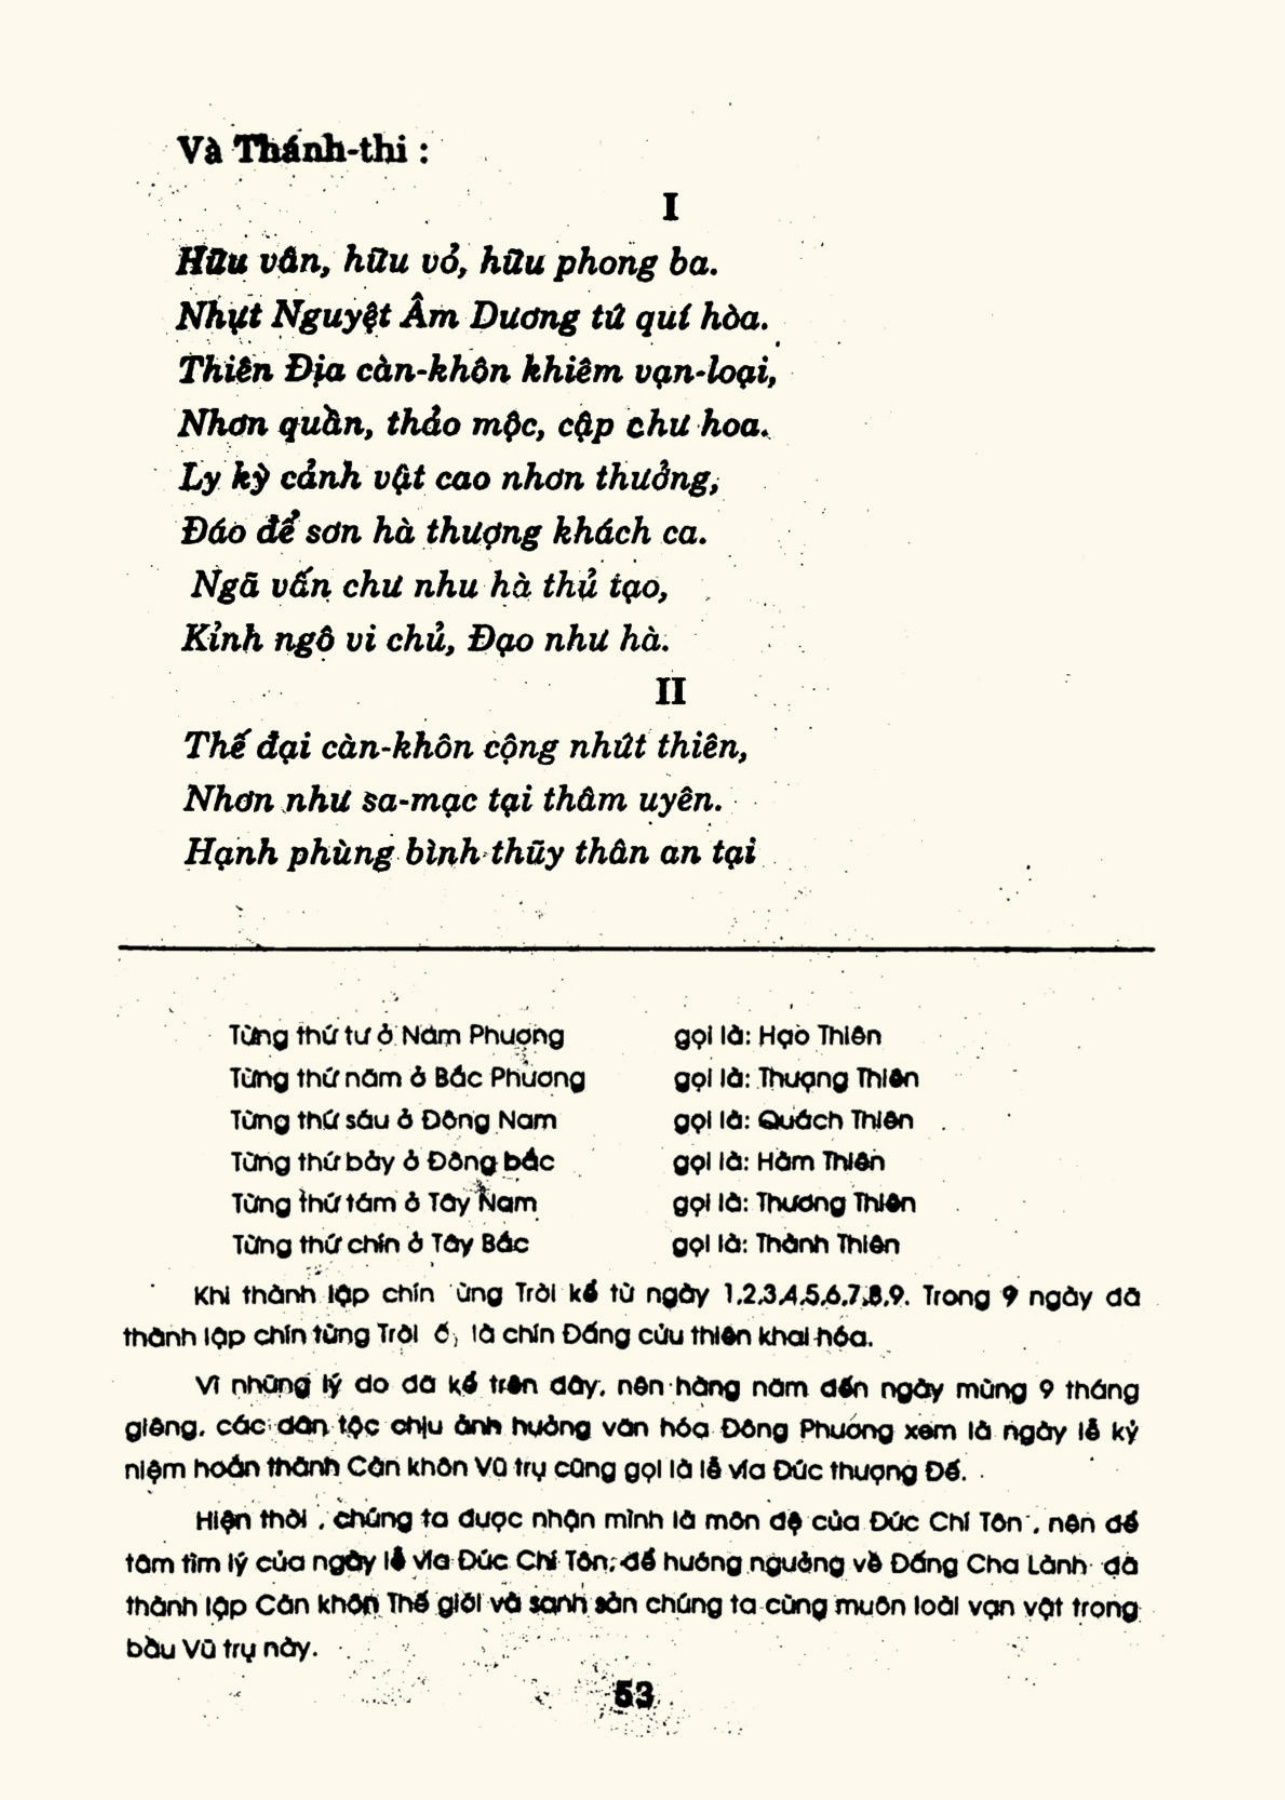 Và Thánh-thi :
I
Hữu vân, hữu vỏ, hữu phong ba.
Nhựt Nguyệt Âm Dương tứ quí hòa.
Thiên Địa càn-khôn khiêm vạn-loại,
Nhơn quần, thảo mộc, cập chư hoa.
Ly kỳ cảnh vật cao nhơn thưởng,
Đáo để sơn hà thượng khách ca.
Ngã vấn chư nhu hà thủ tạo,
Kỉnh ngô vi chủ, Đạo như hà.
II
Thế đại càn-khôn cộng nhứt thiên,
Nhơn như sa-mạc tại thâm uyên.
Hạnh phùng bình thũy thân an tại
Từng thứ tư ở Nam Phương gọi là: Hạo Thiên
Từng thứ năm ở Bắc Phương gọi là: Thượng Thiên
Từng thứ sáu ở Đông Nam gọi là: Quách Thiên
Từng thứ bảy ở Đông bắc gọi là: Hàm Thiên
Từng thứ tám ở Tây Nam gọi là: Thương Thiên
Từng thứ chín ở Tây Bắc gọi là: Thành Thiên
Khi thành lập chín ừng Trời kể từ ngày 1,2,3,4,5,6,7,8,9. Trong 9 ngày đã
thành lập chín từng Trời là chín Đấng cửu thiên khai hóa.
Vì những lý do đã kể trên đây, nên hàng năm đến ngày mùng 9 tháng
giêng, các dân tộc chịu ảnh hưởng văn hóa Đông Phương xem là ngày lễ kỷ
niệm hoàn thành Càn khôn Vũ trụ cũng gọi là lễ vía Đức thượng Đế.
Hiện thời , chúng ta được nhận mình là môn đệ của Đức Chí Tôn , nên để
tâm tìm lý của ngày lễ vía Đức Chí Tôn, để hướng ngưỡng về Đấng Cha Lành đã
thành lập Càn khôn Thế giới và sanh sản chúng ta cùng muôn loài vạn vật trong
bầu Vũ trụ này.
53